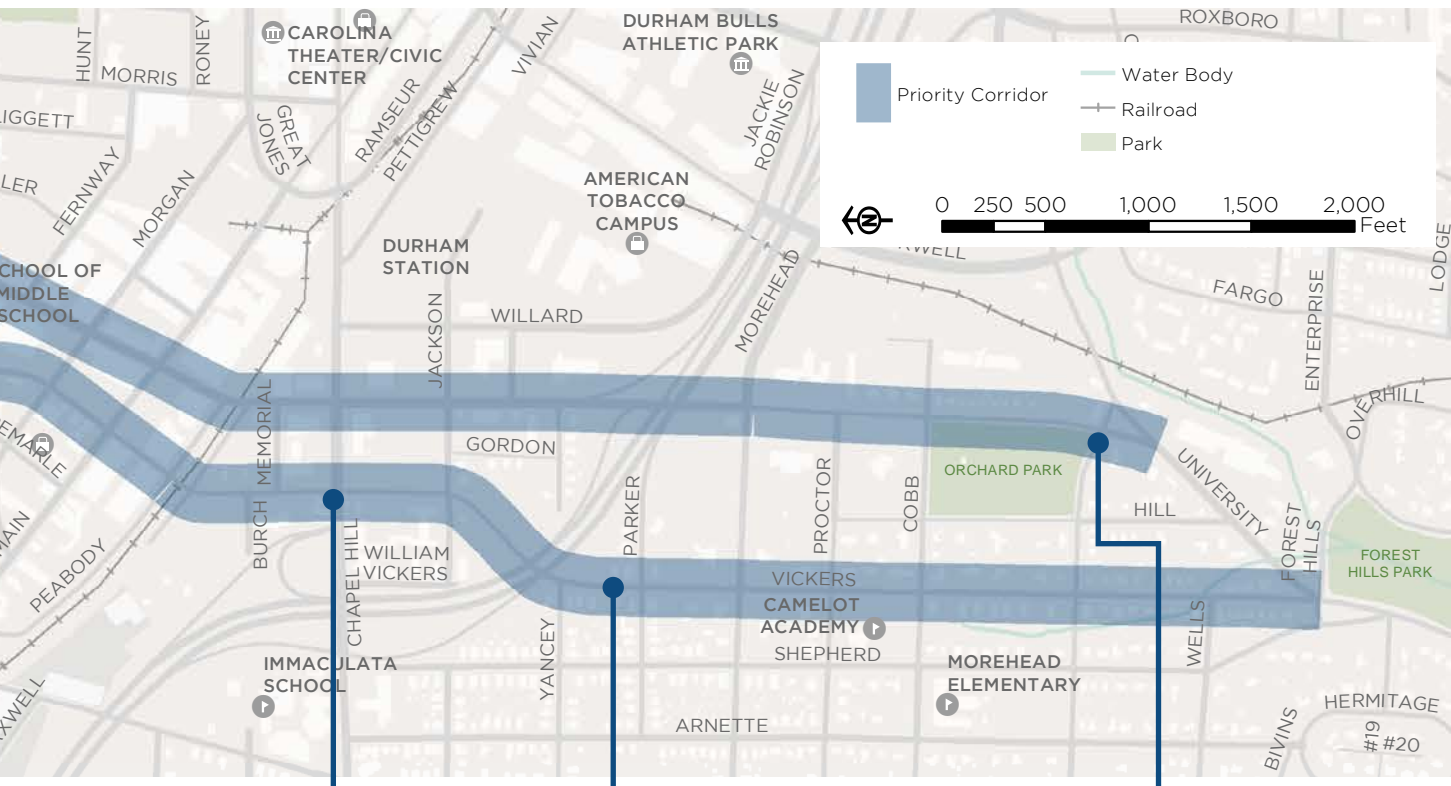 HUNT
RONEY
CAROLINA
THEATER/CIVIC
CENTER
VIVIAN
DURHAM BULLS
ATHLETIC PARK
ROXBORO
MORRIS
LIGGETT
GREAT
JONES
RAMSEUR
PETTIGREW
JACKIE
ROBINSON
Priority Corridor
Water Body
Railroad
Park
N
0 250 500 1,000 1,500 2,000
Feet
LER
FERNWAY
MORGAN
AMERICAN
TOBACCO
CAMPUS
DURHAM
STATION
XWELL
LODGE
CHOOL OF
MIDDLE
SCHOOL
JACKSON
WILLARD
MOREHEAD
FARGO
ENTERPRISE
OVERHILL
EMARLE
MEMORIAL
GORDON
ORCHARD PARK
UNIVERSITY
MAIN
PEABODY
BURCH
CHAPEL HILL
WILLIAM
VICKERS
PARKER
PROCTOR
COBB
HILL
FOREST
HILLS
FOREST
HILLS PARK
VICKERS
CAMELOT
ACADEMY
SHEPHERD
YANCEY
WELLS
IMMACULATA
SCHOOL
MOREHEAD
ELEMENTARY
XWELL
ARNETTE
BIVINS
HERMITAGE
#19
#20